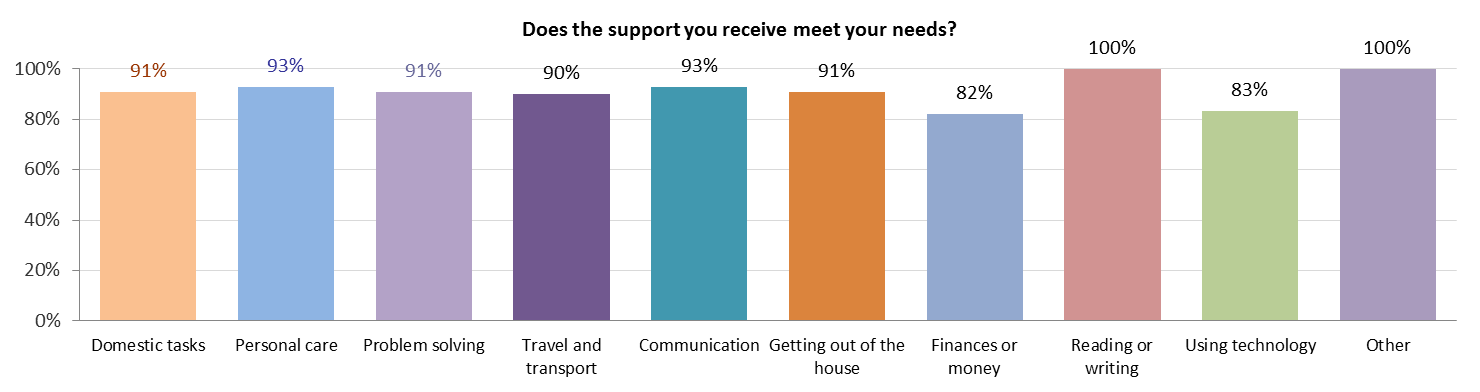 Does the support you receive meet your needs?
100%
80%
60%
40%
20%
0%
91%
93%
91%
90%
93%
91%
82%
100%
83%
100%
Domestic tasks
Personal care
Problem solving
Travel and
transport
Communication
Getting out of the
house
Finances or
money
Reading or
writing
Using technology
Other